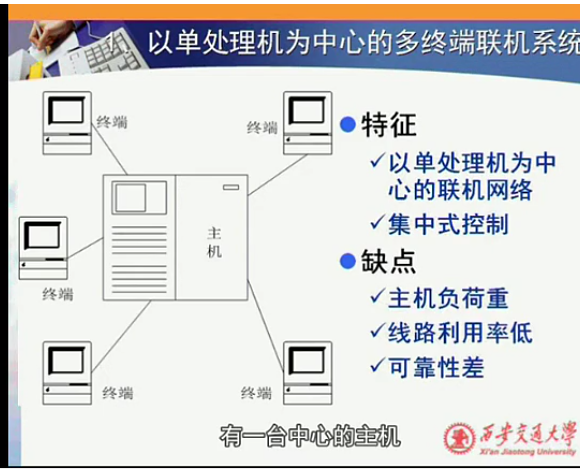 1、以单处理机为中心的多终端联机系统
终端
终端
特征
以单处理机为中
心的联机网络
集中式控制
主
机
缺点
终端
主机负荷重
线路利用率低
可靠性差
终端
终端
有一台中心的主机
西安交通大学
Xi'an Jiaotong University